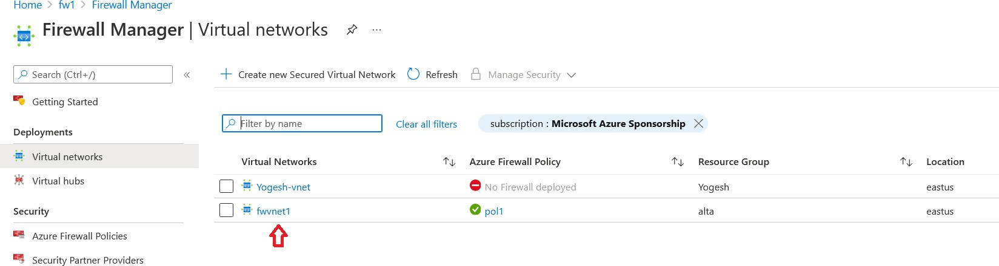 Home > fw1 > Firewall Manager
Firewall Manager | Virtual networks ...
Search (Ctrl+/) «
Getting Started
Deployments
Virtual networks
Virtual hubs
Security
Azure Firewall Policies
Security Partner Providers
+ Create new Secured Virtual Network Refresh Manage Security
Filter by name Clear all filters subscription : Microsoft Azure Sponsorship
Virtual Networks ↑↓ Azure Firewall Policy ↑↓ Resource Group ↑↓ Location
Yogesh-vnet No Firewall deployed Yogesh eastus
fwvnet1 pol1 alta eastus